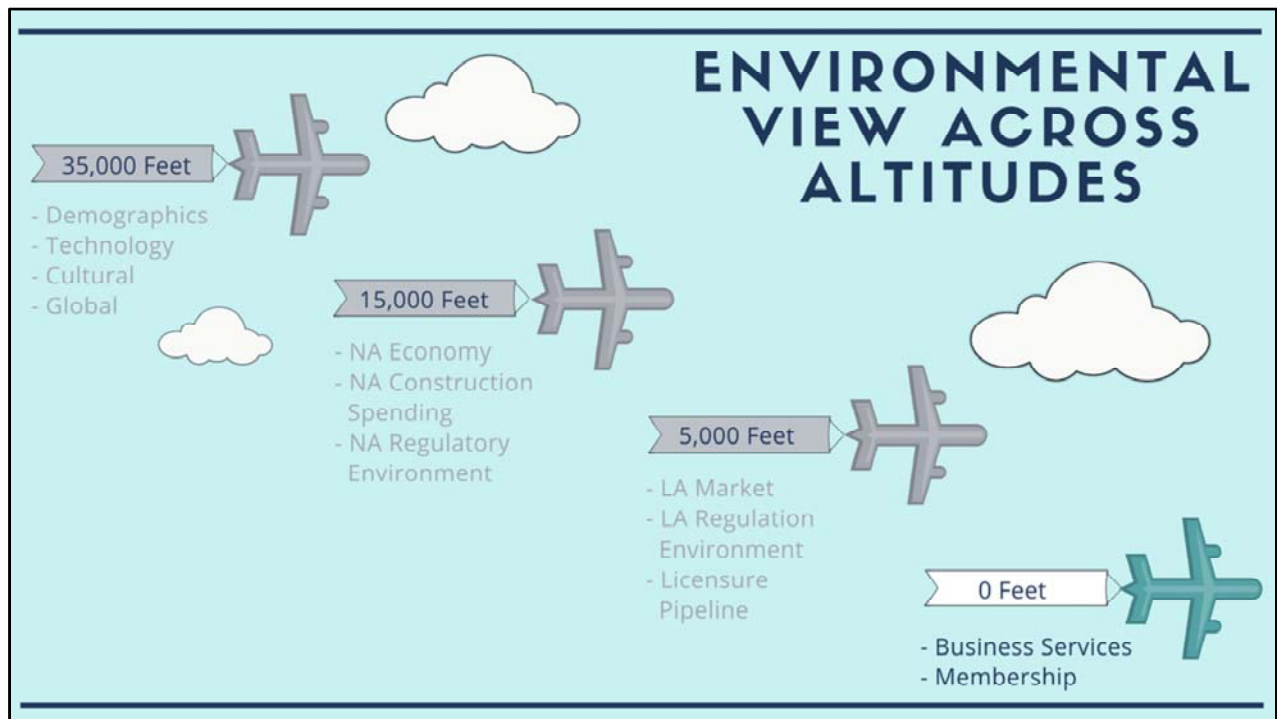 ENVIRONMENTAL
VIEW ACROSS
ALTITUDES
35,000 Feet
- Demographics
- Technology
- Cultural
- Global
15,000 Feet
- NA Economy
- NA Construction
Spending
- NA Regulatory
Environment
5,000 Feet
- LA Market
- LA Regulation
Environment
- Licensure
Pipeline
0 Feet
- Business Services
- Membership